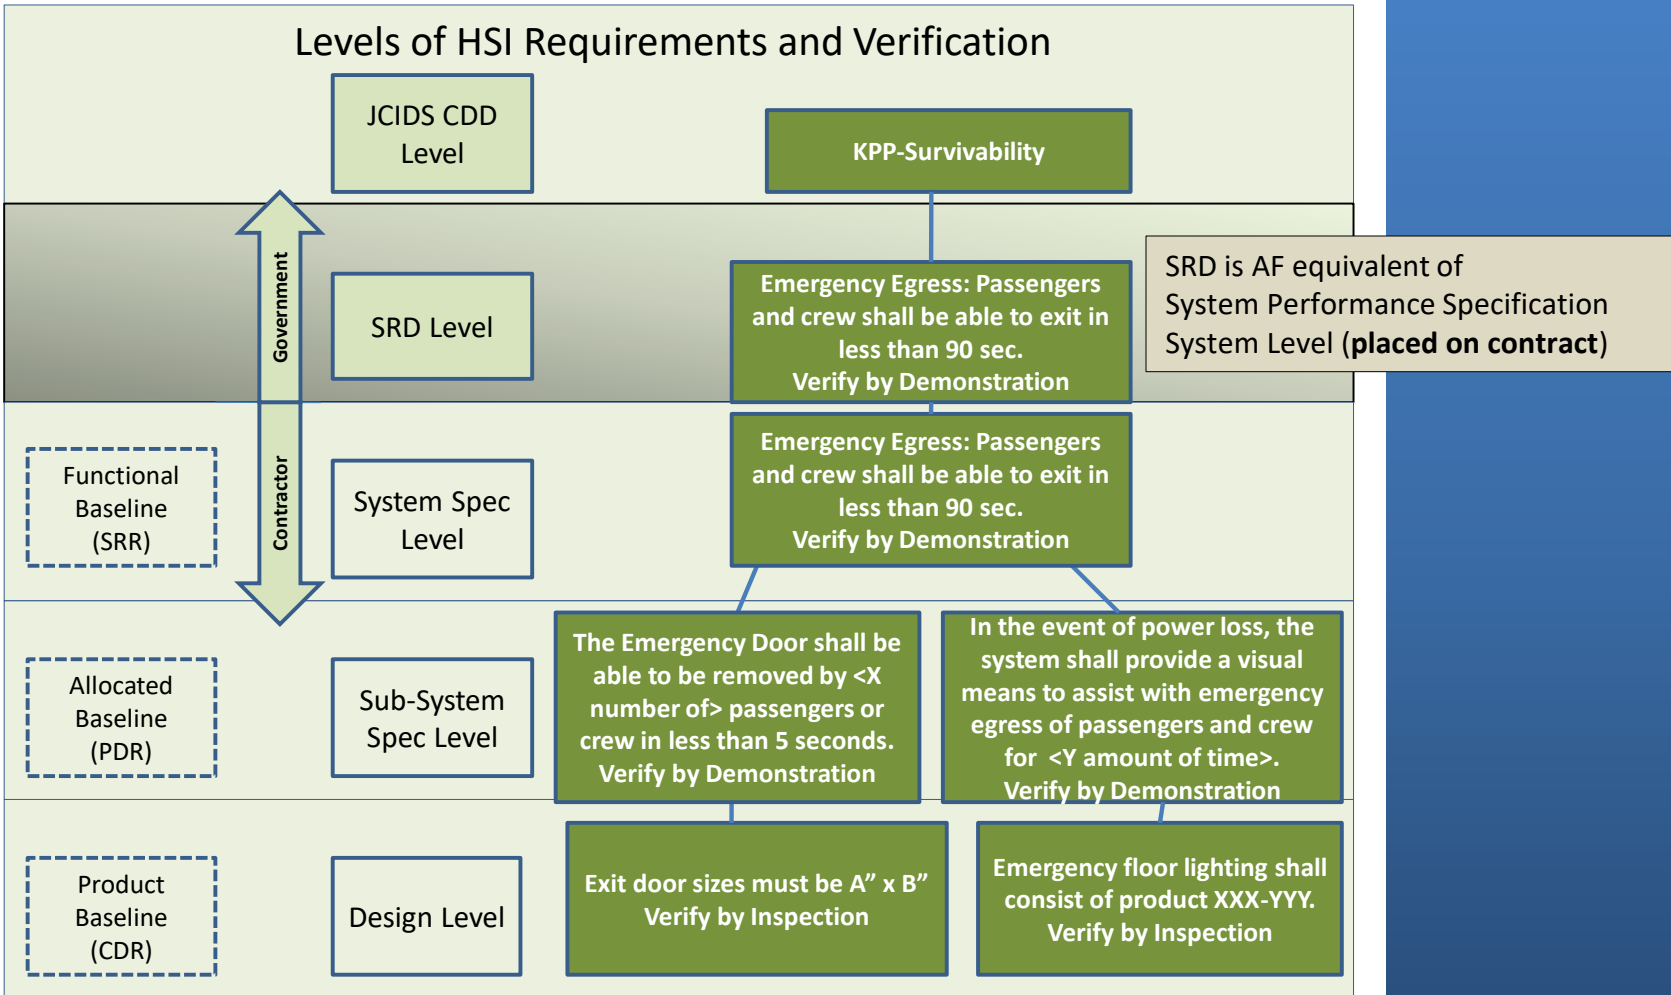 Levels of HSI Requirements and Verification
JCIDS CDD
Level
KPP-Survivability
Government
SRD Level
Emergency Egress: Passengers
and crew shall be able to exit in
less than 90 sec.
Verify by Demonstration
SRD is AF equivalent of
System Performance Specification
System Level (placed on contract)
Functional
Baseline
(SRR)
Contractor
System Spec
Level
Emergency Egress: Passengers
and crew shall be able to exit in
less than 90 sec.
Verify by Demonstration
Allocated
Baseline
(PDR)
Sub-System
Spec Level
The Emergency Door shall be
able to be removed by <X
number of> passengers or
crew in less than 5 seconds.
Verify by Demonstration
In the event of power loss, the
system shall provide a visual
means to assist with emergency
egress of passengers and crew
for <Y amount of time>.
Verify by Demonstration
Product
Baseline
(CDR)
Design Level
Exit door sizes must be A” x B”
Verify by Inspection
Emergency floor lighting shall
consist of product XXX-YYY.
Verify by Inspection